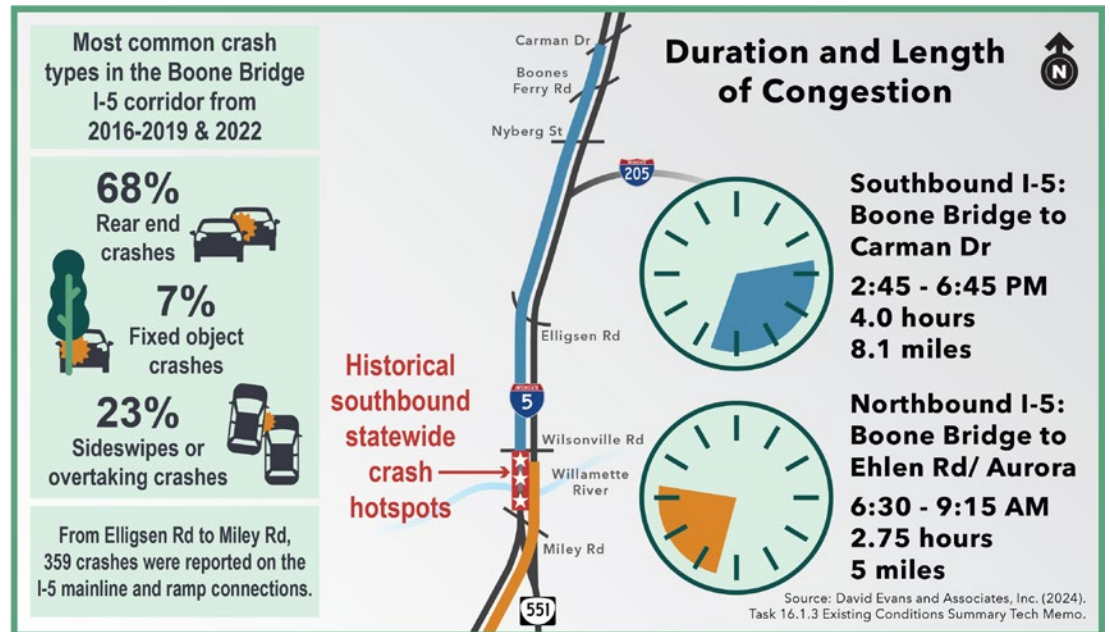 Most common crash
types in the Boone Bridge
I-5 corridor from
2016-2019 & 2022
68%
Rear end
crashes
7%
Fixed object
crashes
23%
Sideswipes or
overtaking crashes
From Elligsen Rd to Miley Rd,
359 crashes were reported on the
I-5 mainline and ramp connections.
Carman Dr
Boones
Ferry Rd
Nyberg St
INTERSTATE
205
Elligsen Rd
INTERSTATE
5
Historical
southbound
statewide
crash
hotspots
Wilsonville Rd
Willamette
River
Miley Rd
551
Duration and Length
of Congestion
N
Southbound I-5:
Boone Bridge to
Carman Dr
2:45 - 6:45 PM
4.0 hours
8.1 miles
Northbound I-5:
Boone Bridge to
Ehlen Rd/ Aurora
6:30 - 9:15 AM
2.75 hours
5 miles
Source: David Evans and Associates, Inc. (2024).
Task 16.1.3 Existing Conditions Summary Tech Memo.